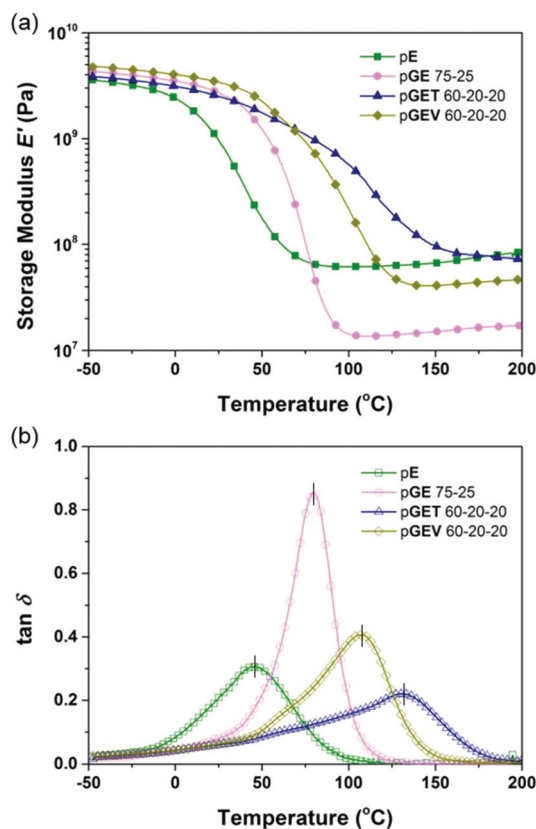 (a)
10^10
10^9
10^8
10^7
Storage Modulus E' (Pa)
pE
pGE 75-25
pGET 60-20-20
pGEV 60-20-20
-50 0 50 100 150 200
Temperature (°C)
(b)
1.0
0.8
0.6
0.4
0.2
0.0
tan δ
pE
pGE 75-25
pGET 60-20-20
pGEV 60-20-20
-50 0 50 100 150 200
Temperature (°C)